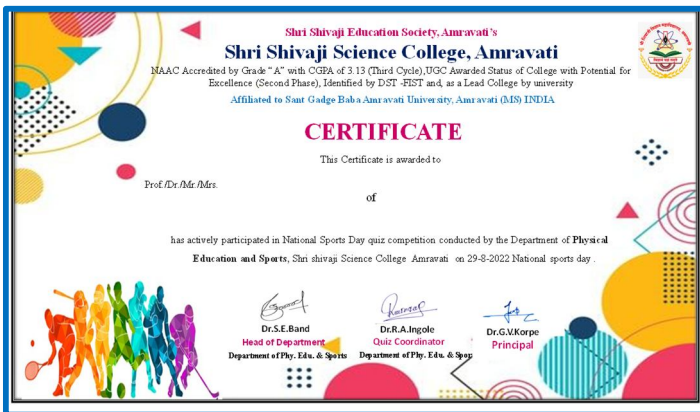 Shri Shivaji Education Society, Amravati's
Shri Shivaji Science College, Amravati
NAAC Accredited by Grade "A" with CGPA of 3.13 (Third Cycle),UGC Awarded Status of College with Potential for
Excellence (Second Phase), Identified by DST -FIST and, as a Lead College by university
Affiliated to Sant Gadge Baba Amravati University, Amravati (MS) INDIA
CERTIFICATE
This Certificate is awarded to
Prof./Dr./Mr./Mrs.
of
has actively participated in National Sports Day quiz competition conducted by the Department of Physical
Education and Sports, Shri shivaji Science College Amravati on 29-8-2022 National sports day .
Dr.S.E.Band
Head of Department
Department of Phy. Edu. & Sports
Dr.R.A.Ingole
Quiz Coordinator
Department of Phy. Edu. & Spor
Dr.G.V.Korpe
Principal